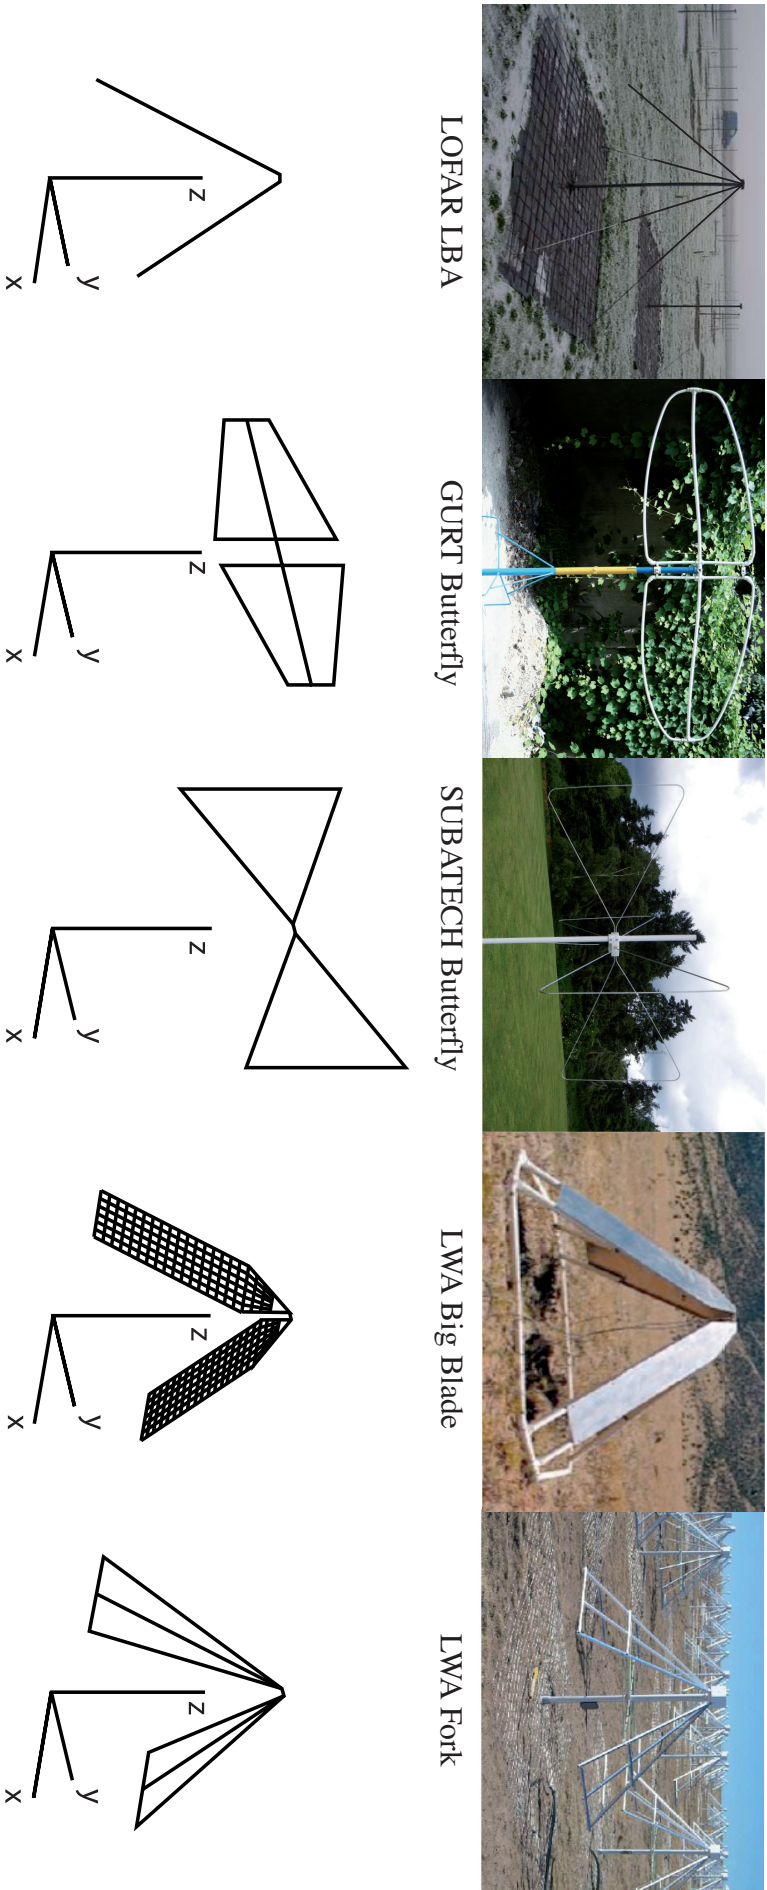 LOFAR LBA
GURT Butterfly
SUBATECH Butterfly
LWA Big Blade
LWA Fork
z
y
x
z
y
x
z
y
x
z
y
x
z
y
x